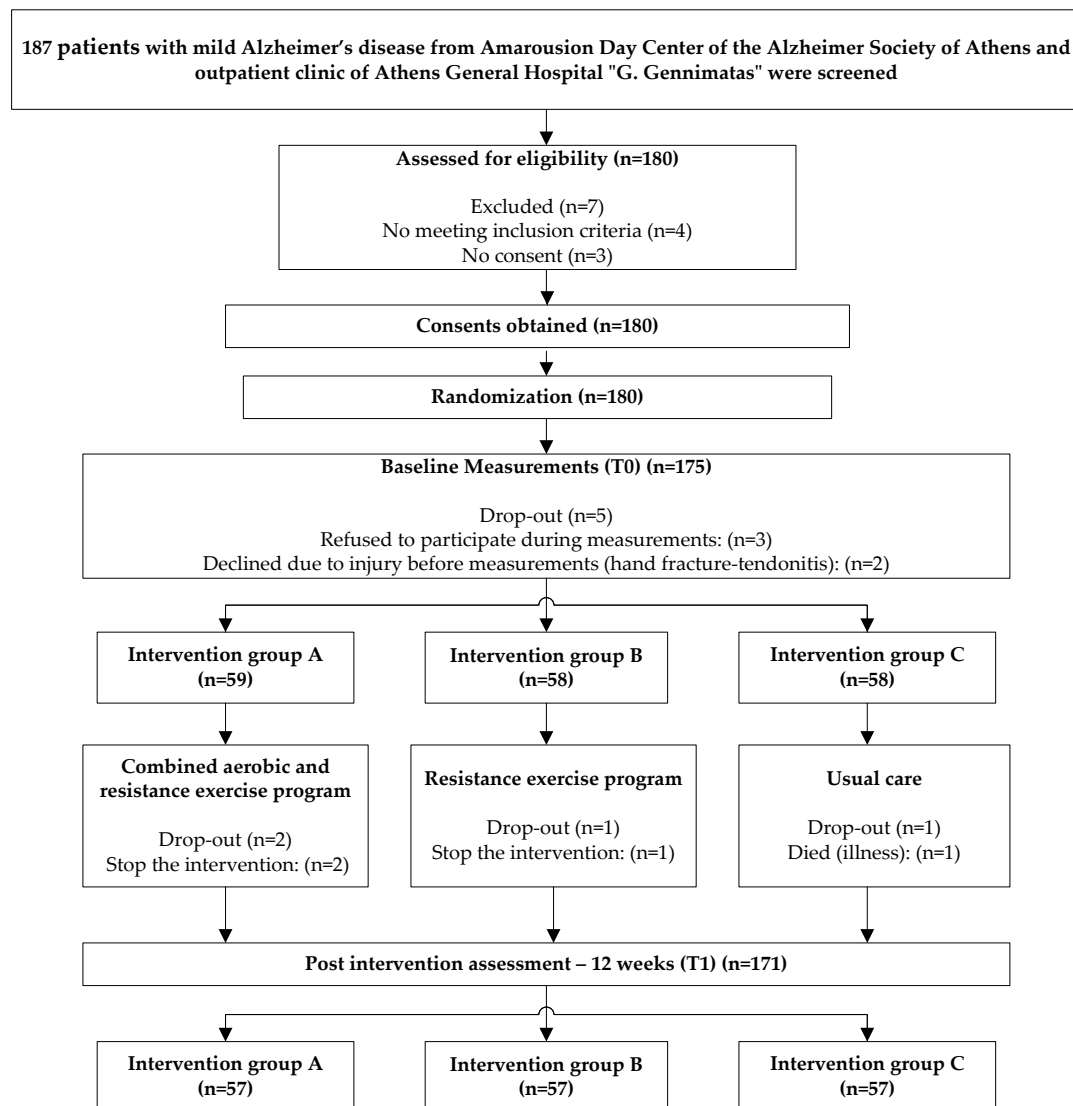 187 patients with mild Alzheimer's disease from Amarousion Day Center of the Alzheimer Society of Athens and
outpatient clinic of Athens General Hospital "G. Gennimatas" were screened
Assessed for eligibility (n=180)
Excluded (n=7)
No meeting inclusion criteria (n=4)
No consent (n=3)
Consents obtained (n=180)
Randomization (n=180)
Baseline Measurements (T0) (n=175)
Drop-out (n=5)
Refused to participate during measurements: (n=3)
Declined due to injury before measurements (hand fracture-tendonitis): (n=2)
Intervention group A
(n=59)
Intervention group B
(n=58)
Intervention group C
(n=58)
Combined aerobic and
resistance exercise program
Drop-out (n=2)
Stop the intervention: (n=2)
Resistance exercise program
Drop-out (n=1)
Stop the intervention: (n=1)
Usual care
Drop-out (n=1)
Died (illness): (n=1)
Post intervention assessment – 12 weeks (T1) (n=171)
Intervention group A
(n=57)
Intervention group B
(n=57)
Intervention group C
(n=57)